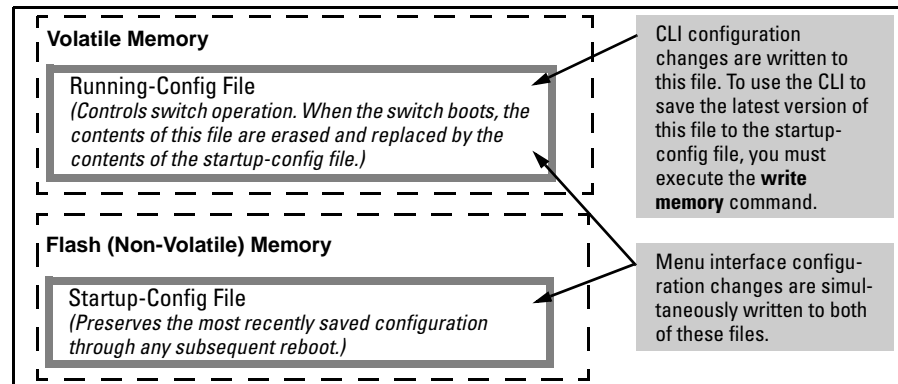 Volatile Memory
Running-Config File
(Controls switch operation. When the switch boots, the
contents of this file are erased and replaced by the
contents of the startup-config file.)
CLI configuration
changes are written to
this file. To use the CLI to
save the latest version of
this file to the startup-
config file, you must
execute the write
memory command.
Flash (Non-Volatile) Memory
Startup-Config File
(Preserves the most recently saved configuration
through any subsequent reboot.)
Menu interface configu-
ration changes are simul-
taneously written to both
of these files.